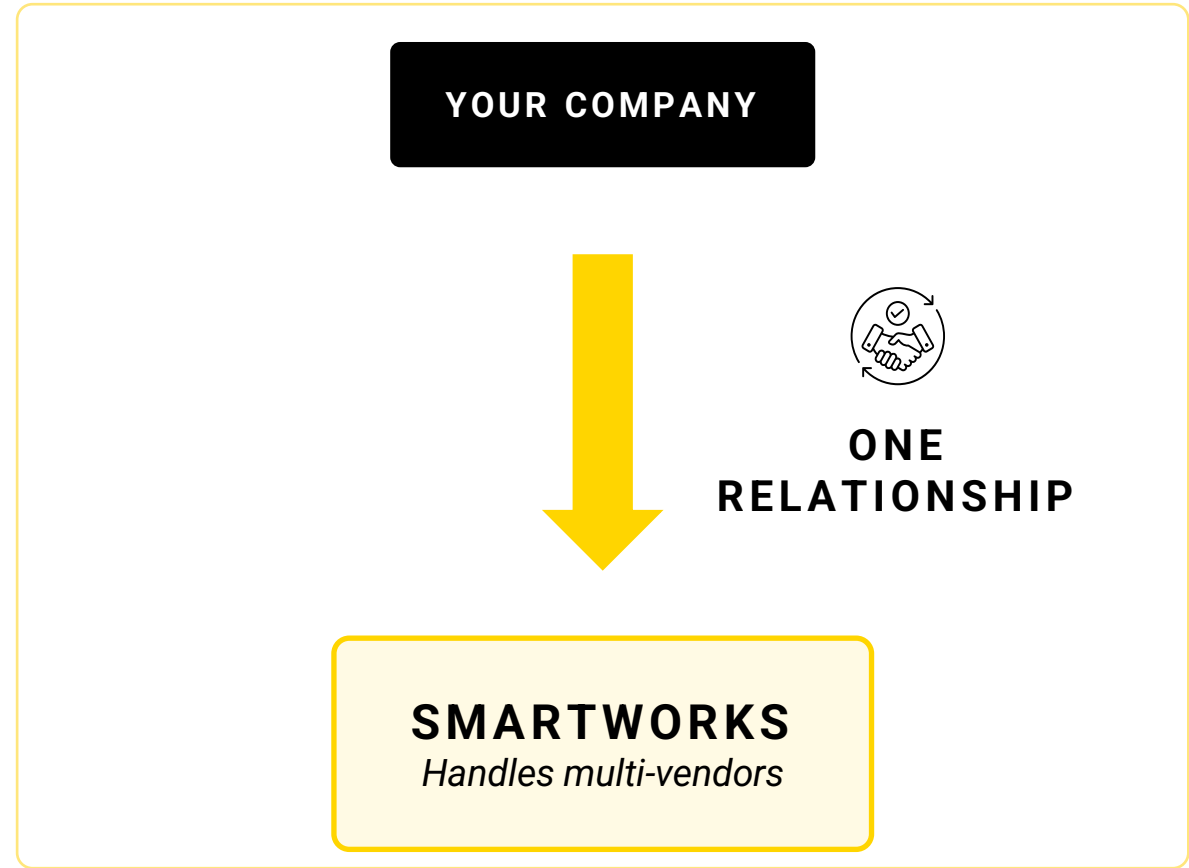 YOUR COMPANY
ONE
RELATIONSHIP
SMARTWORKS
Handles multi-vendors